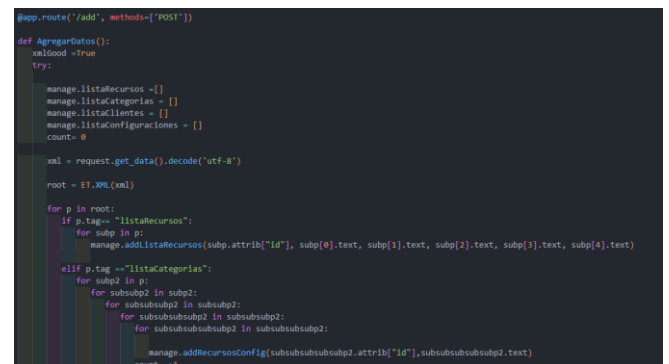 @app.route('/add', methods=['POST'])
def AgregarDatos():
xmlGood =True
try:
manage.listaRecursos =[]
manage.listaCategorias = []
manage.listaClientes = []
manage.listaConfiguraciones = []
count= 0
xml = request.get_data().decode('utf-8')
root = ET.XML(xml)
for p in root:
if p.tag== "listaRecursos":
for subp in p:
manage.addListaRecursos(subp.attrib["id"], subp[0].text, subp[1].text, subp[2].text, subp[3].text, subp[4].text)
elif p.tag =="listaCategorias":
for subp2 in p:
for subsubp2 in subp2:
for subsubsubp2 in subsubp2:
for subsubsubsubp2 in subsubsubp2:
for subsubsubsubsubp2 in subsubsubsubp2:
manage.addRecursosConfig(subsubsubsubsubp2.attrib["id"],subsubsubsubsubp2.text)